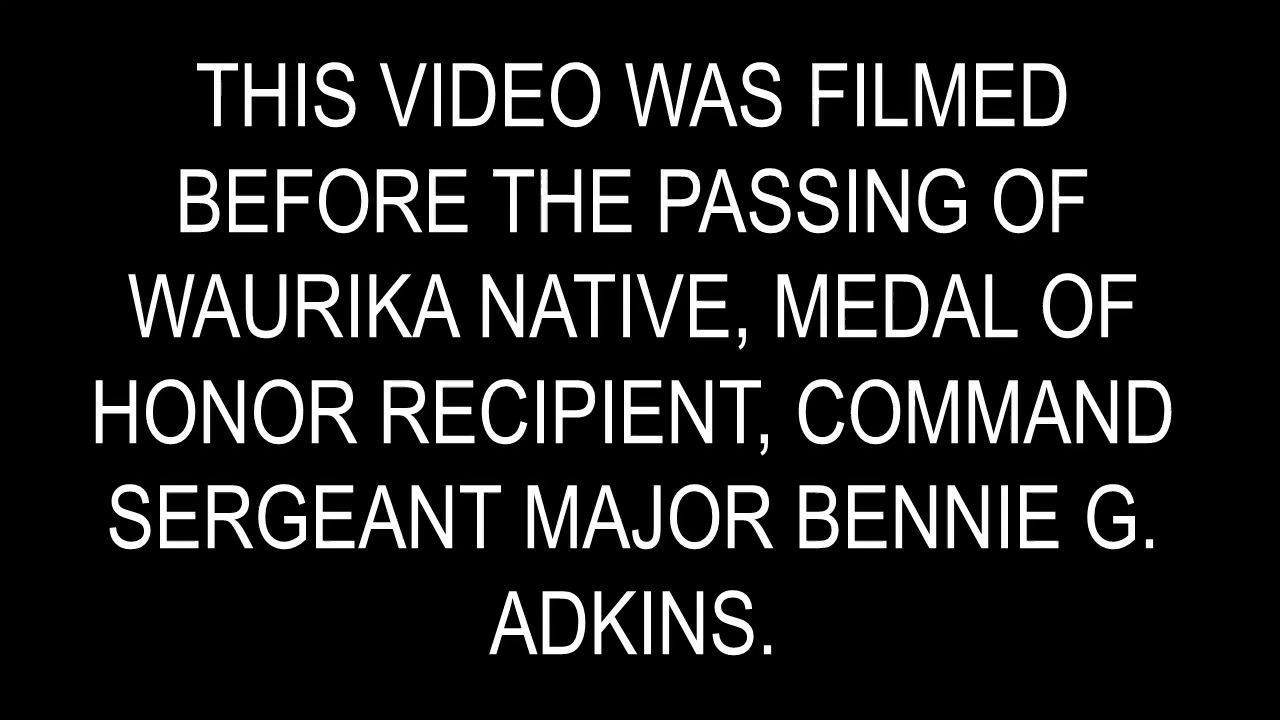 THIS VIDEO WAS FILMED
BEFORE THE PASSING OF
WAURIKA NATIVE, MEDAL OF
HONOR RECIPIENT, COMMAND
SERGEANT MAJOR BENNIE G.
ADKINS.